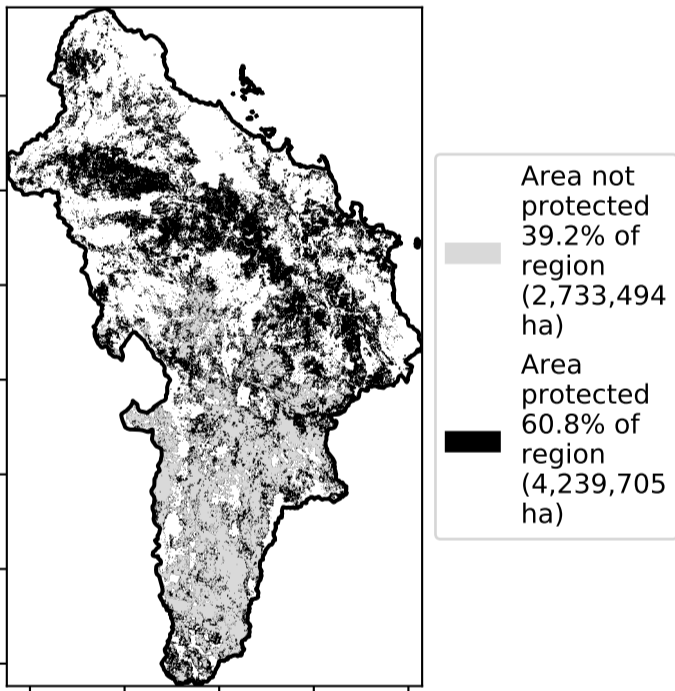 Area not
protected
39.2% of
region
(2,733,494
ha)
Area
protected
60.8% of
region
(4,239,705
ha)